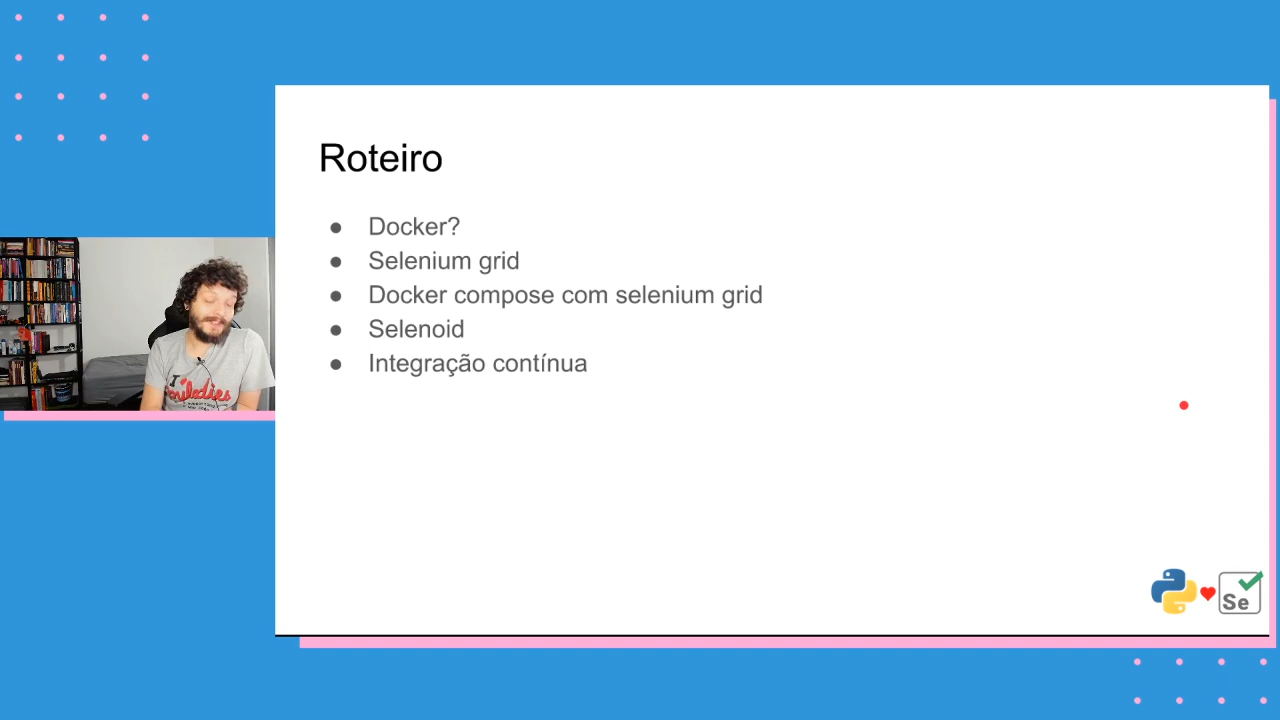 Roteiro
● Docker?
● Selenium grid
● Docker compose com selenium grid
● Selenoid
● Integração contínua
Se